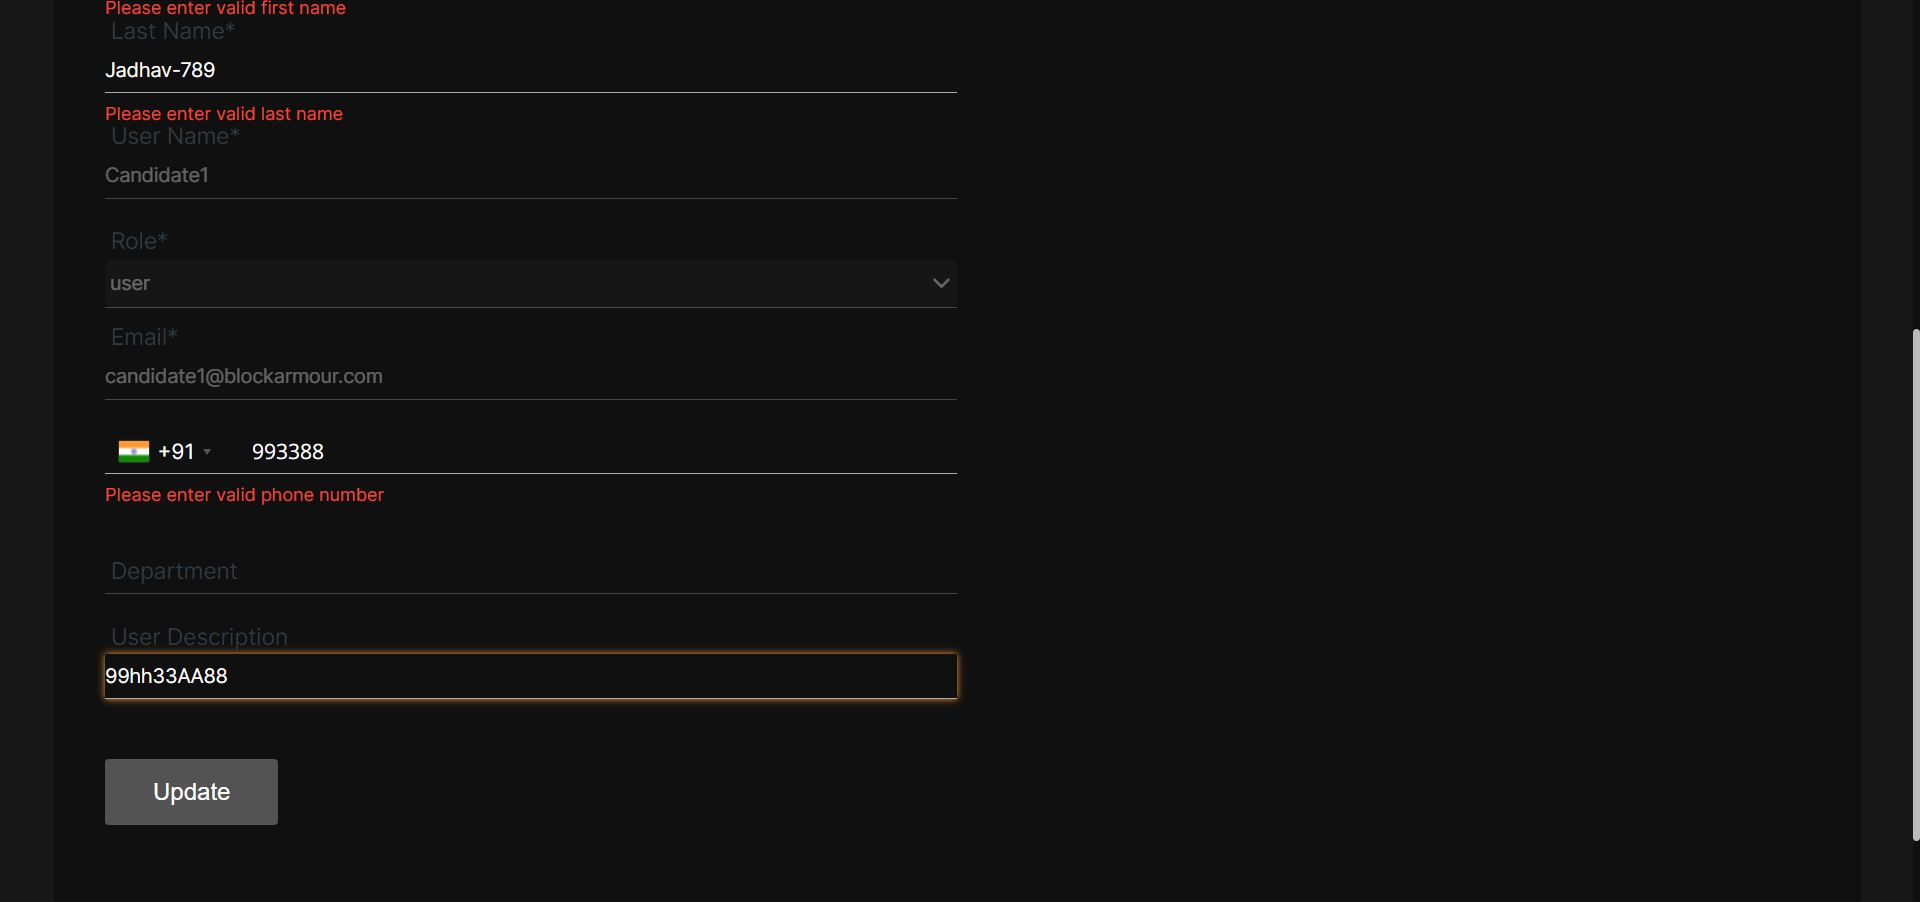 Please enter valid first name
Last Name*
Jadhav-789
Please enter valid last name
User Name*
Candidate1
Role*
user
Email*
candidate1@blockarmour.com
+91 993388
Please enter valid phone number
Department
User Description
99hh33AA88
Update